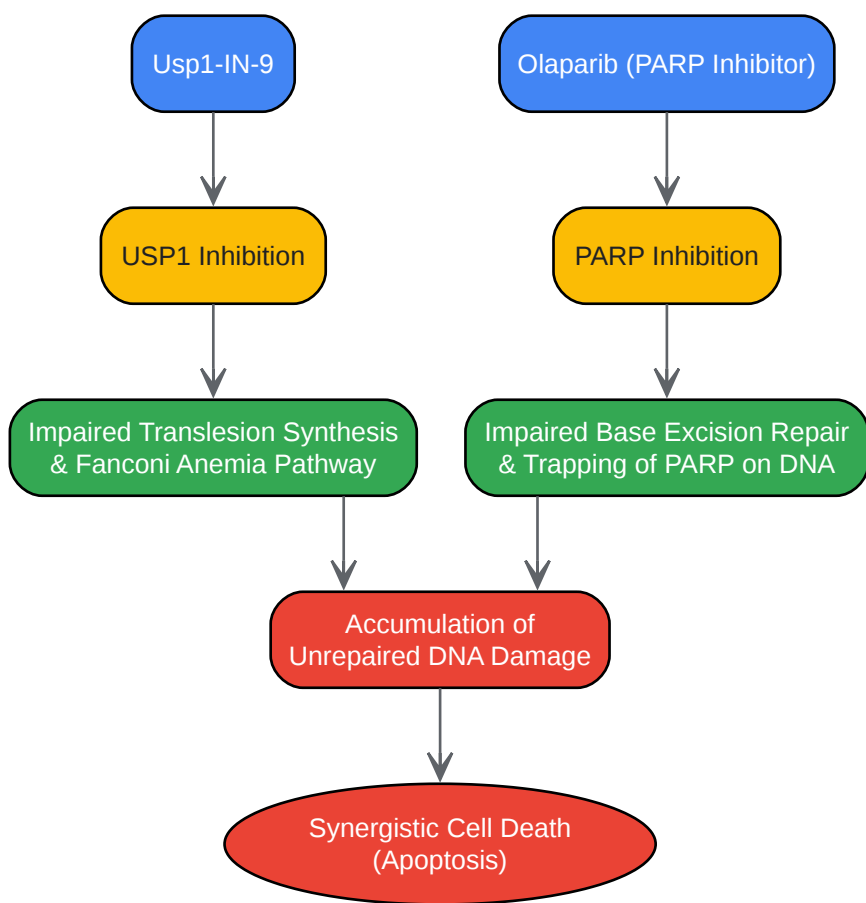 Usp1-IN-9
Olaparib (PARP Inhibitor)
USP1 Inhibition
PARP Inhibition
Impaired Translesion Synthesis
& Fanconi Anemia Pathway
Impaired Base Excision Repair
& Trapping of PARP on DNA
Accumulation of
Unrepaired DNA Damage
Synergistic Cell Death
(Apoptosis)